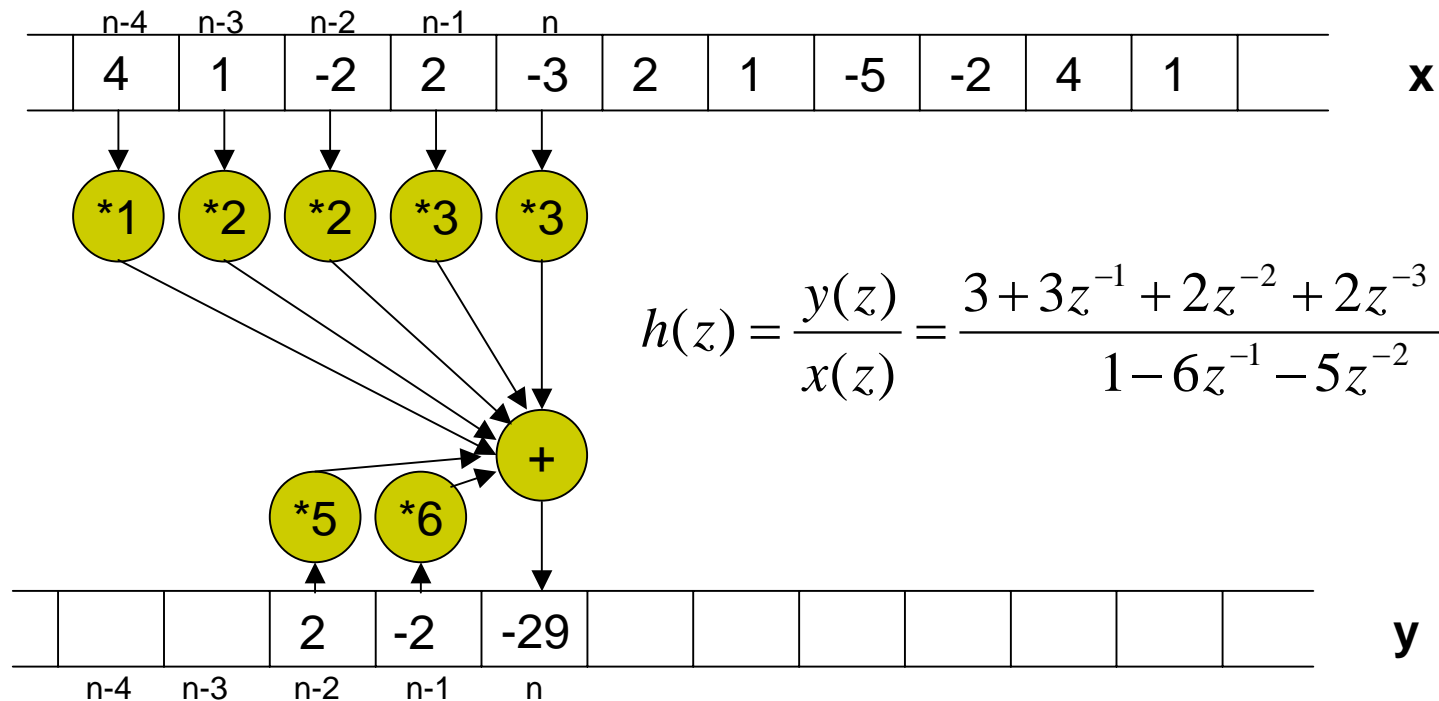 n-4 n-3 n-2 n-1 n
4 1 -2 2 -3 2 1 -5 -2 4 1 x
*1 *2 *2 *3 *3
h(z) = y(z)/x(z) = (3 + 3z⁻¹ + 2z⁻² + 2z⁻³)/(1 − 6z⁻¹ − 5z⁻²)
+
*5 *6
2 -2 -29 y
n-4 n-3 n-2 n-1 n